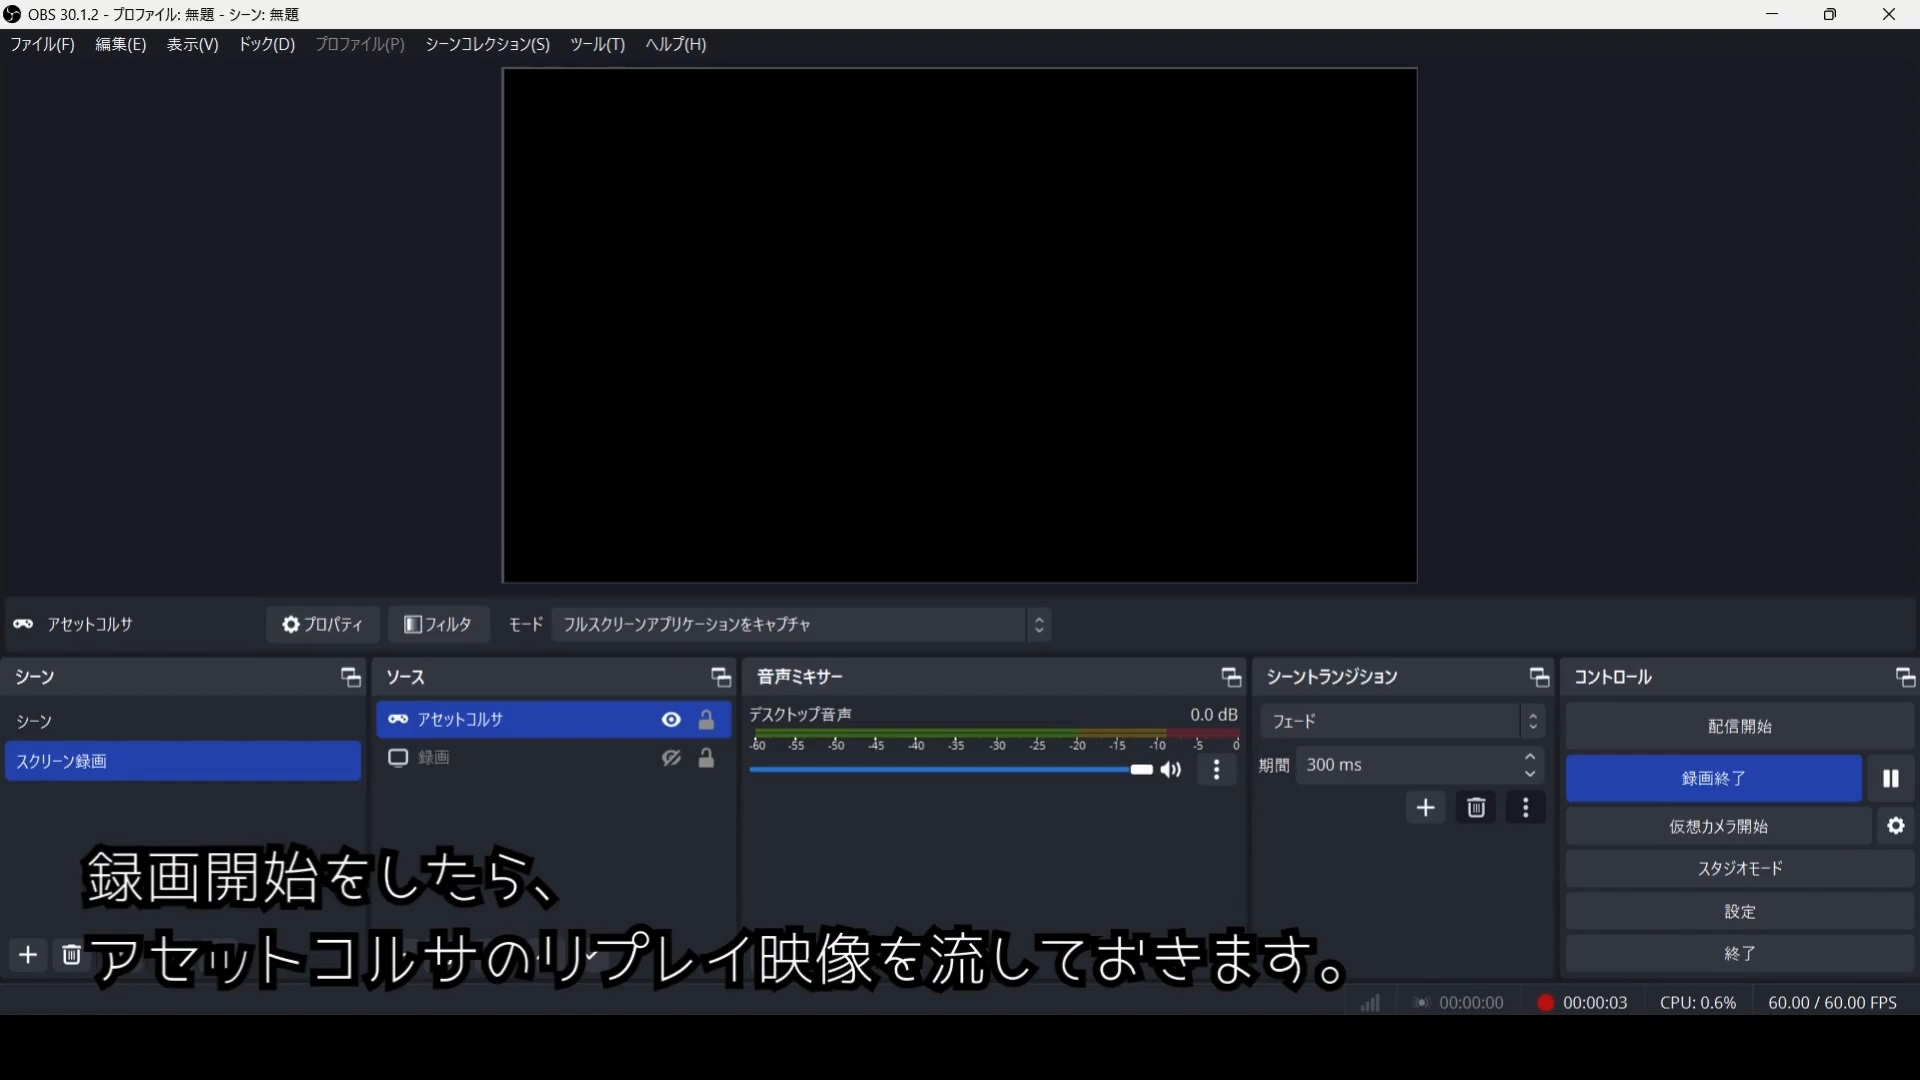 OBS 30.1.2 - プロファイル: 無題 - シーン: 無題
ファイル(F) 編集(E) 表示(V) ドック(D) プロファイル(P) シーンコレクション(S) ツール(T) ヘルプ(H)
アセットコルサ プロパティ フィルタ モード フルスクリーンアプリケーションをキャプチャ
シーン
シーン
スクリーン録画
ソース
アセットコルサ
録画
音声ミキサー
デスクトップ音声 0.0 dB
-60 -55 -50 -45 -40 -35 -30 -25 -20 -15 -10 -5 0
シーントランジション
フェード
期間 300 ms
コントロール
配信開始
録画終了
仮想カメラ開始
スタジオモード
設定
終了
録画開始をしたら、
アセットコルサのリプレイ映像を流しておきます。
00:00:00 00:00:03 CPU: 0.6% 60.00 / 60.00 FPS